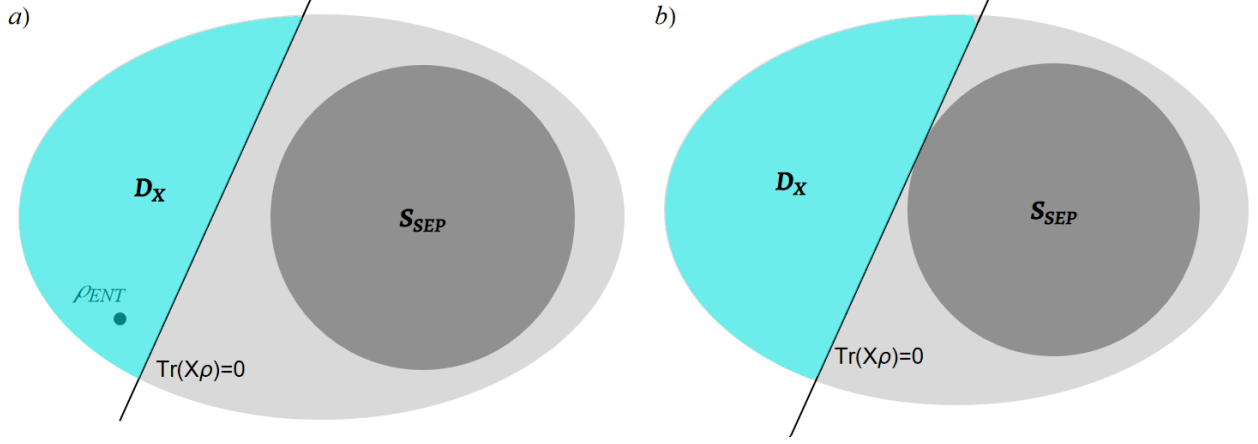 a)
D_X
S_SEP
ρ_ENT
Tr(Xρ)=0
b)
D_X
S_SEP
Tr(Xρ)=0